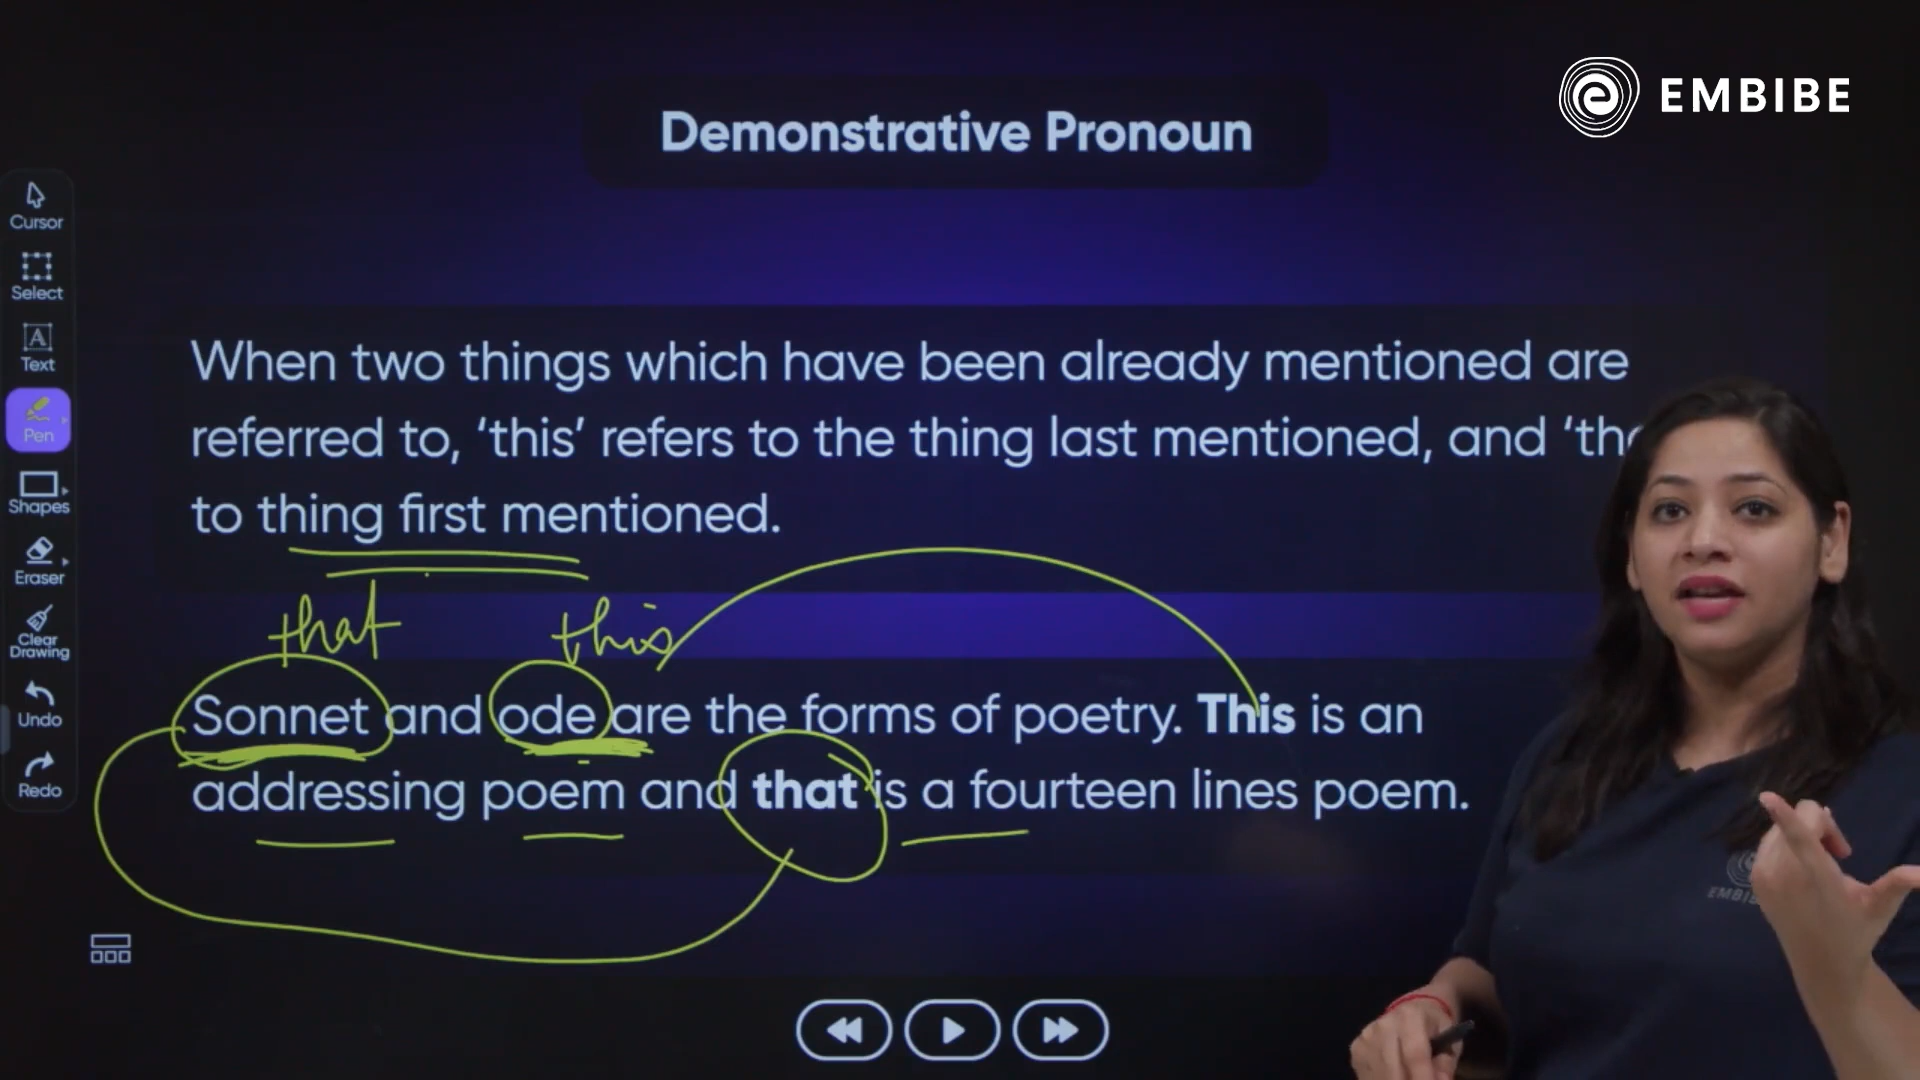 EMBIBE
Demonstrative Pronoun
Cursor
Select
Text
Pen
Shapes
Eraser
Clear
Drawing
Undo
Redo
When two things which have been already mentioned are
referred to, ‘this’ refers to the thing last mentioned, and
to thing first mentioned.
that this
Sonnet and ode are the forms of poetry. This is an
addressing poem and that is a fourteen lines poem.